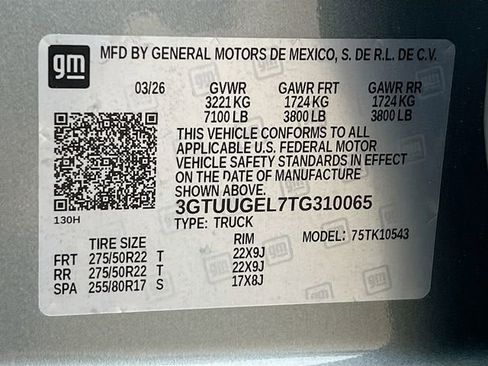 gm
MFD BY GENERAL MOTORS DE MEXICO, S. DE R.L. DE C.V.
03/26 GVWR GAWR FRT GAWR RR
3221 KG 1724 KG 1724 KG
7100 LB 3800 LB 3800 LB
THIS VEHICLE CONFORMS TO ALL
APPLICABLE U.S. FEDERAL MOTOR
VEHICLE SAFETY STANDARDS IN EFFECT
ON THE DATE OF MANUFACTURE
SHOWN ABOVE.
3GTUUGEL7TG310065
130H
TYPE: TRUCK
TIRE SIZE RIM MODEL: 75TK10543
FRT 275/50R22 T 22X9J
RR 275/50R22 T 22X9J
SPA 255/80R17 S 17X8J